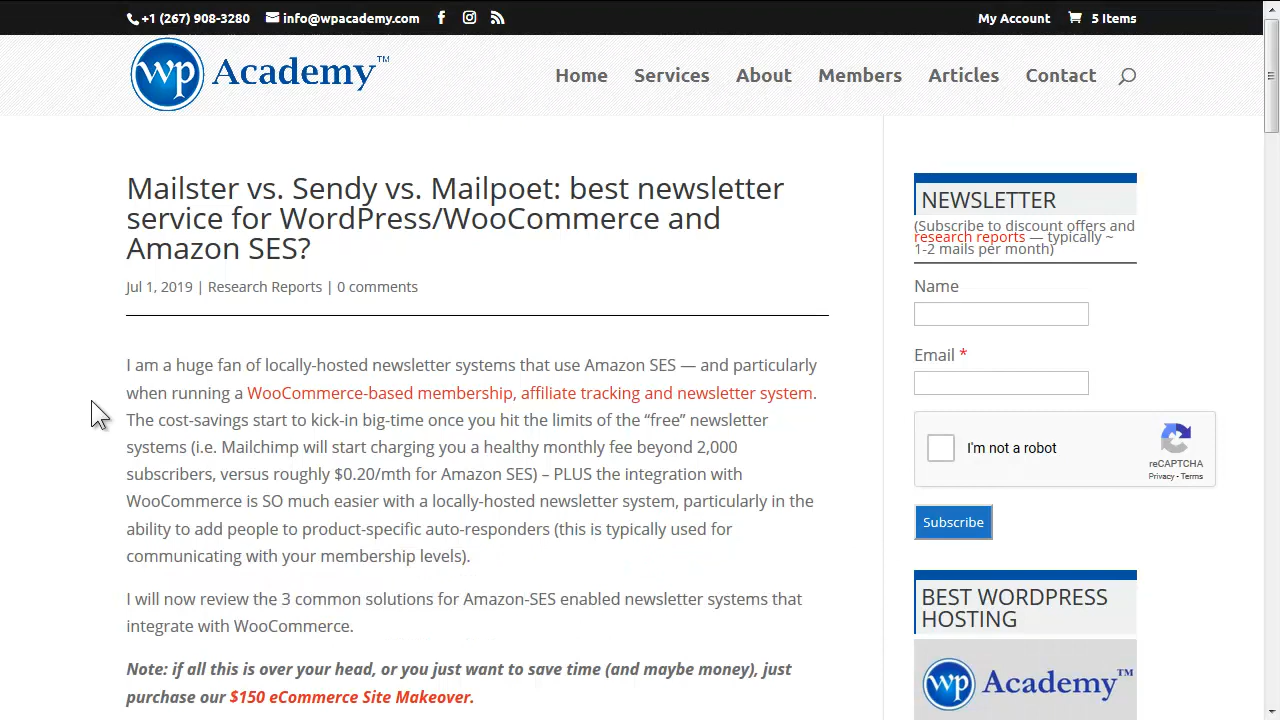 +1 (267) 908-3280 info@wpacademy.com My Account 5 Items
wp Academy™
Home Services About Members Articles Contact
Mailster vs. Sendy vs. Mailpoet: best newsletter
service for WordPress/WooCommerce and
Amazon SES?
Jul 1, 2019 | Research Reports | 0 comments
I am a huge fan of locally-hosted newsletter systems that use Amazon SES — and particularly
when running a WooCommerce-based membership, affiliate tracking and newsletter system.
The cost-savings start to kick-in big-time once you hit the limits of the “free” newsletter
systems (i.e. Mailchimp will start charging you a healthy monthly fee beyond 2,000
subscribers, versus roughly $0.20/mth for Amazon SES) – PLUS the integration with
WooCommerce is SO much easier with a locally-hosted newsletter system, particularly in the
ability to add people to product-specific auto-responders (this is typically used for
communicating with your membership levels).
I will now review the 3 common solutions for Amazon-SES enabled newsletter systems that
integrate with WooCommerce.
Note: if all this is over your head, or you just want to save time (and maybe money), just
purchase our $150 eCommerce Site Makeover.
NEWSLETTER
(Subscribe to discount offers and
research reports — typically ~
1-2 mails per month)
Name
Email *
I'm not a robot
reCAPTCHA
Privacy - Terms
Subscribe
BEST WORDPRESS
HOSTING
wp Academy™